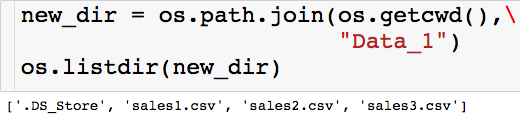 new_dir = os.path.join(os.getcwd(),\
"Data_1")
os.listdir(new_dir)
['.DS_Store', 'sales1.csv', 'sales2.csv', 'sales3.csv']